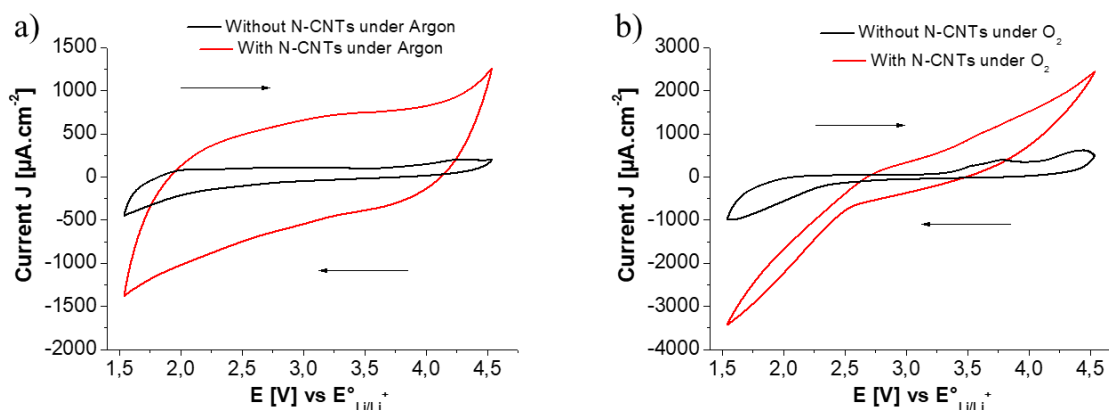 a)
Without N-CNTs under Argon
With N-CNTs under Argon
Current J [µA.cm⁻²]
1500
1000
500
0
-500
-1000
-1500
-2000
1,5 2,0 2,5 3,0 3,5 4,0 4,5
E [V] vs E°Li/Li⁺
b)
Without N-CNTs under O₂
With N-CNTs under O₂
Current J [µA.cm⁻²]
3000
2000
1000
0
-1000
-2000
-3000
-4000
1,5 2,0 2,5 3,0 3,5 4,0 4,5
E [V] vs E°Li/Li⁺